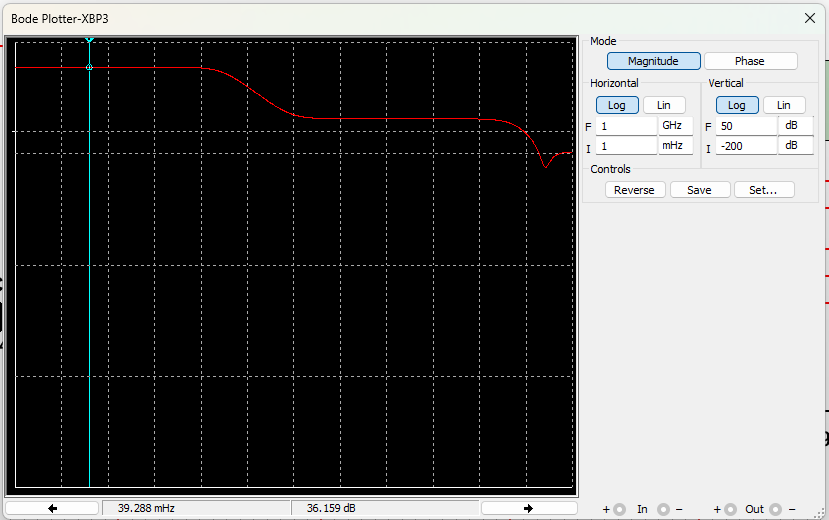 Bode Plotter-XBP3
Mode
Magnitude Phase
Horizontal Vertical
Log Lin Log Lin
F 1 GHz F 50 dB
I 1 mHz I -200 dB
Controls
Reverse Save Set...
39.288 mHz 36.159 dB
+ In − + Out −